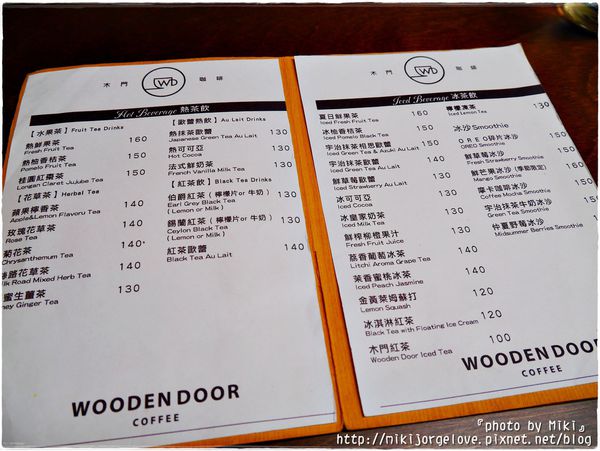 木門 WD 咖啡
Hot Beverage 熱茶飲
【水果茶】Fruit Tea Drinks
熱鮮果茶 160
Fresh Fruit Tea
熱柚香桔茶 150
Pomelo Fruit Tea
桂圓紅棗茶 150
Longan Claret Jujube Tea
【花草茶】Herbal Tea
蘋果檸香茶 140
Apple&Lemon Flavoru Tea
玫瑰花草茶 140
Rose Tea
菊花茶 140
Chrysanthemum Tea
花草茶 140
Road Mixed Herb Tea
蜜生薑茶 130
ney Ginger Tea
【歐蕾熱飲】Au Lait Drinks
熱抹茶歐蕾 130
Japanese Green Tea Au Lait
熱可可亞 130
Hot Cocoa
法式鮮奶茶 130
French Vanilla Milk Tea
【紅茶飲】Black Tea Drinks
伯爵紅茶 ( 檸檬片or 牛奶 ) 130
Earl Grey Black Tea
( Lemon or Milk )
錫蘭紅茶 ( 檸檬片or 牛奶 ) 130
Ceylon Black Tea
( Lemon or Milk )
紅茶歐蕾 140
Black Tea Au Lait
WOODEN DOOR
COFFEE
木門 WD 咖啡
Iced Beverage 冰茶飲
夏日鮮果茶 160
Iced Fresh Fruit Tea
冰柚香桔茶 150
Iced Pomelo Black Tea
宇治抹茶相思歐蕾 150
Iced Green Tea & Azuki Au Lait
宇治抹茶歐蕾 130
Iced Green Tea Au Lait
鮮草莓歐蕾 130
Iced Strawberry Au Lait
冰可可亞 130
Iced Cocoa
冰皇家奶茶 130
Iced Milk Tea
鮮榨柳橙果汁 130
Fresh Fruit Juice
荔香葡萄冰茶 140
Litchi Aroma Grape Tea
茉香蜜桃冰茶 140
Iced Peach Jasmine
金黃萊姆蘇打 120
Lemon Squash
冰淇淋紅茶 120
Black Tea with Floating Ice Cream
木門紅茶 100
Wooden Door Iced Tea
檸檬凍茶 130
Iced Lemon Tea
冰沙 Smoothie
OREO碎片冰沙
OREO Smoothie
鮮草莓冰沙
Fresh Strawberry Smoothie
鮮芒果冰沙 (季節限定)
Mango Smoothie
摩卡咖啡冰沙
Coffee Mocha Smoothie
宇治抹茶牛奶冰沙
Green Tea Smoothie
仲夏野莓冰沙
Midsummer Berries Smoothie
WOODEN DOOR
COFFEE
『photo by Miki』
http://mikijorgelove.pixnet.net/blog